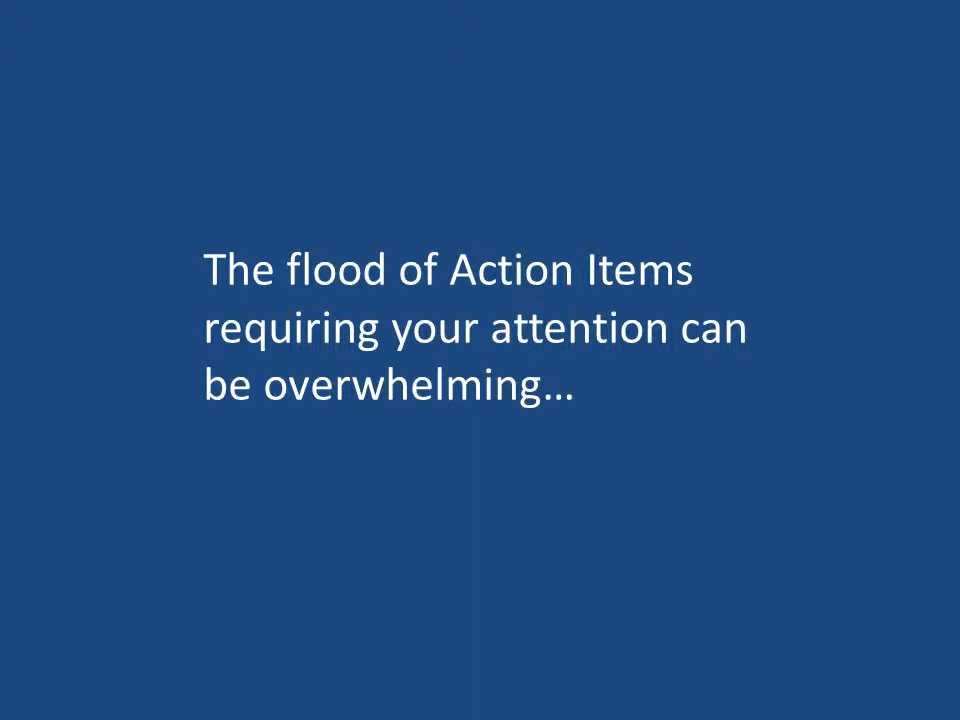 The flood of Action Items
requiring your attention can
be overwhelming…